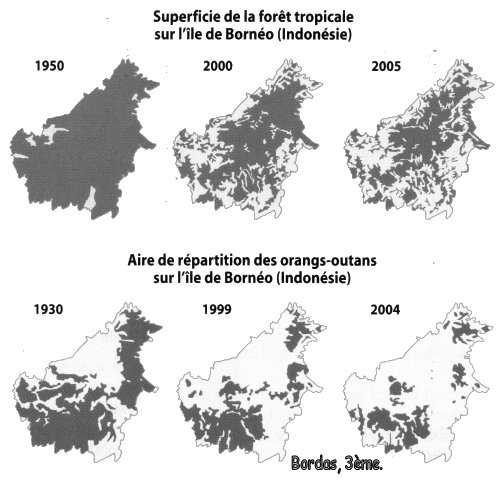 Superficie de la forêt tropicale
sur l'île de Bornéo (Indonésie)
1950
2000
2005
Aire de répartition des orangs-outans
sur l'île de Bornéo (Indonésie)
1930
1999
2004
Bordas, 3ème.